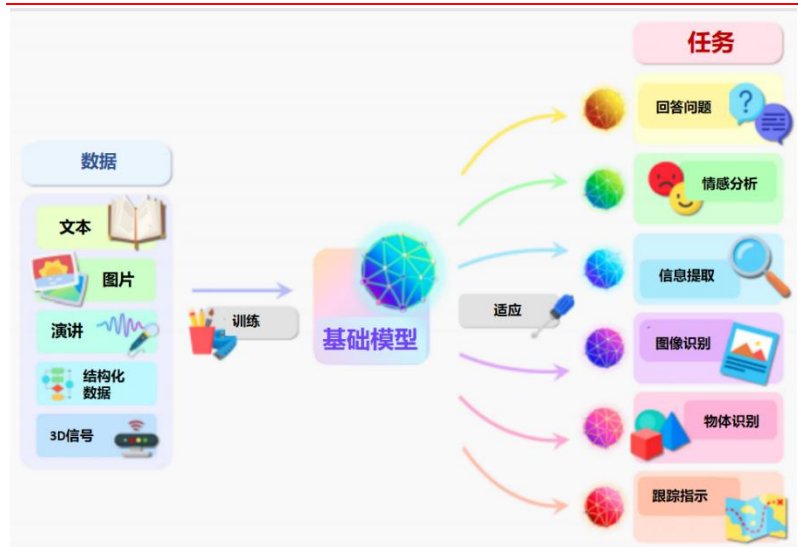 任务
回答问题
?
数据
情感分析
文本
信息提取
图片
训练
适应
演讲
基础模型
图像识别
结构化
数据
物体识别
3D信号
跟踪指示